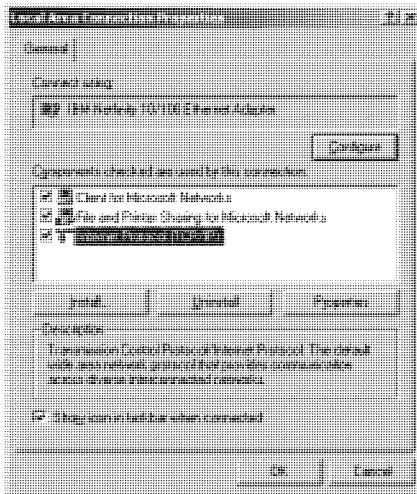 Local Area Connection Properties
General
Connect using:
IBM Netfinity 10/100 Ethernet Adapter
Configure
Components checked are used by this connection:
Client for Microsoft Networks
File and Printer Sharing for Microsoft Networks
Internet Protocol (TCP/IP)
Install...
Uninstall
Properties
Description
Transmission Control Protocol/Internet Protocol. The default
wide area network protocol that provides communication
across diverse interconnected networks.
Show icon in taskbar when connected
OK
Cancel